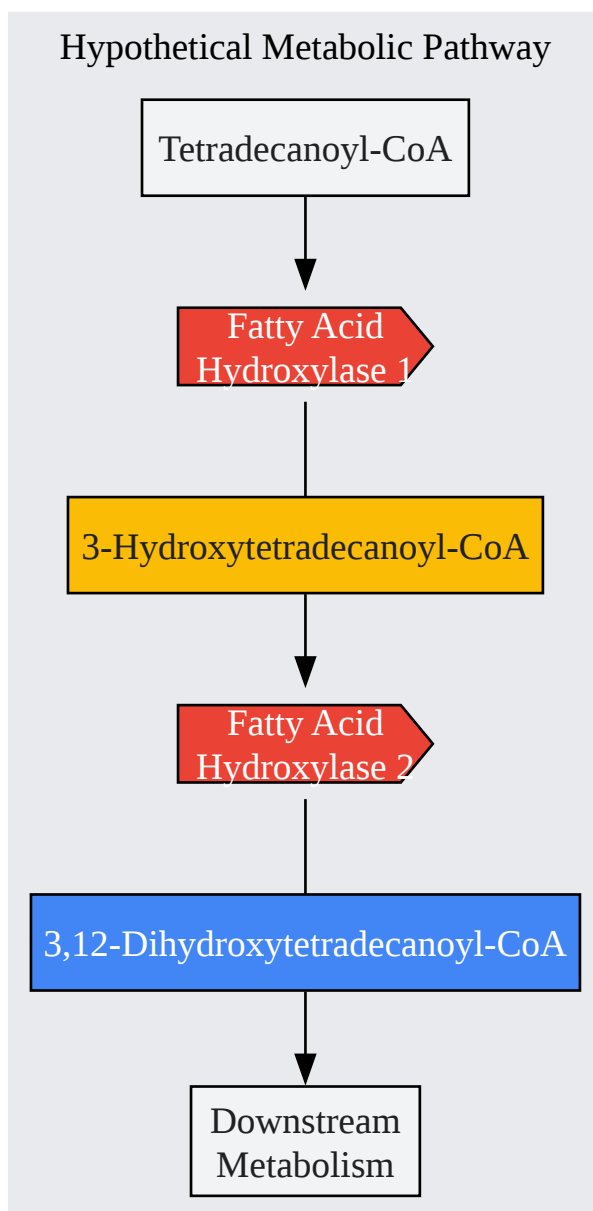 Hypothetical Metabolic Pathway
Tetradecanoyl-CoA
Fatty Acid
Hydroxylase 1
3-Hydroxytetradecanoyl-CoA
Fatty Acid
Hydroxylase 2
3,12-Dihydroxytetradecanoyl-CoA
Downstream
Metabolism